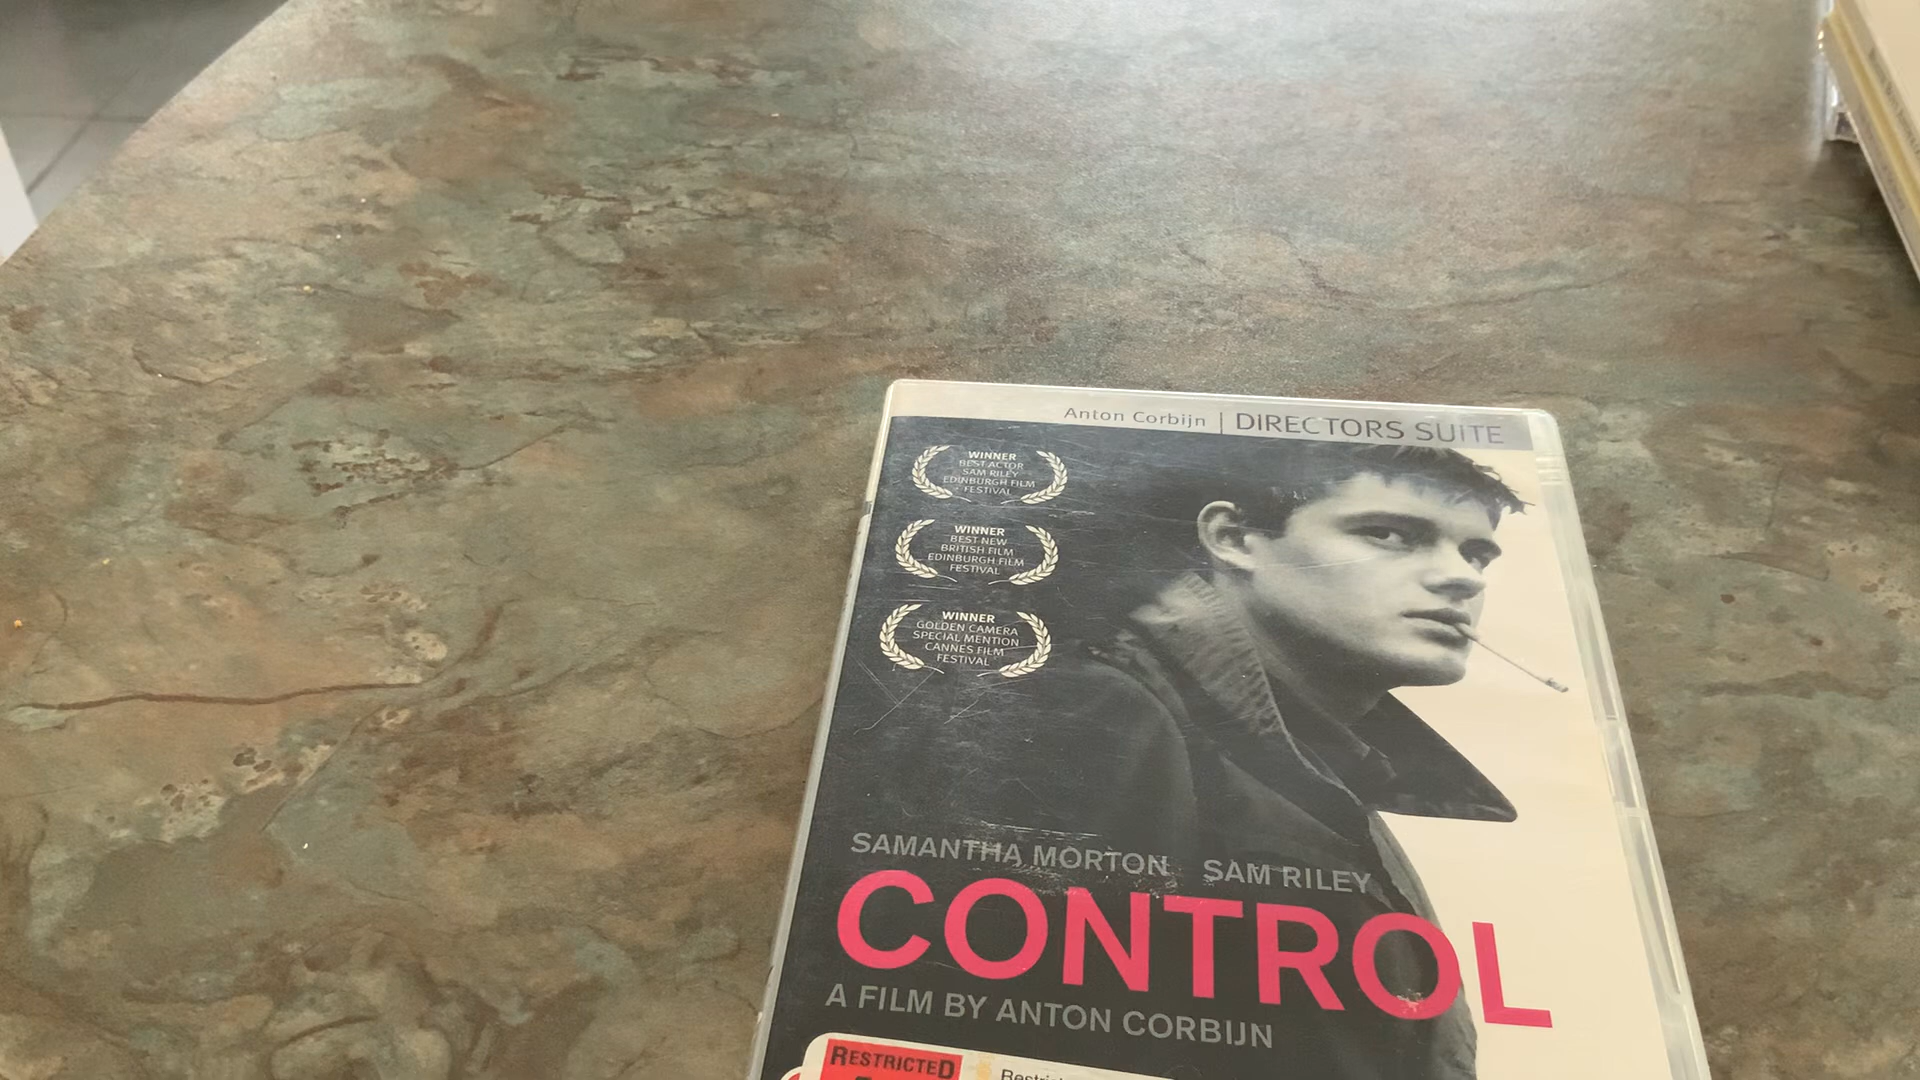 Anton Corbijn | DIRECTORS SUITE
WINNER
BEST ACTOR
SAM RILEY
EDINBURGH FILM
FESTIVAL
WINNER
BEST NEW
BRITISH FILM
EDINBURGH FILM
FESTIVAL
WINNER
GOLDEN CAMERA
SPECIAL MENTION
CANNES FILM
FESTIVAL
SAMANTHA MORTON SAM RILEY
CONTROL
A FILM BY ANTON CORBIJN
RESTRICTED